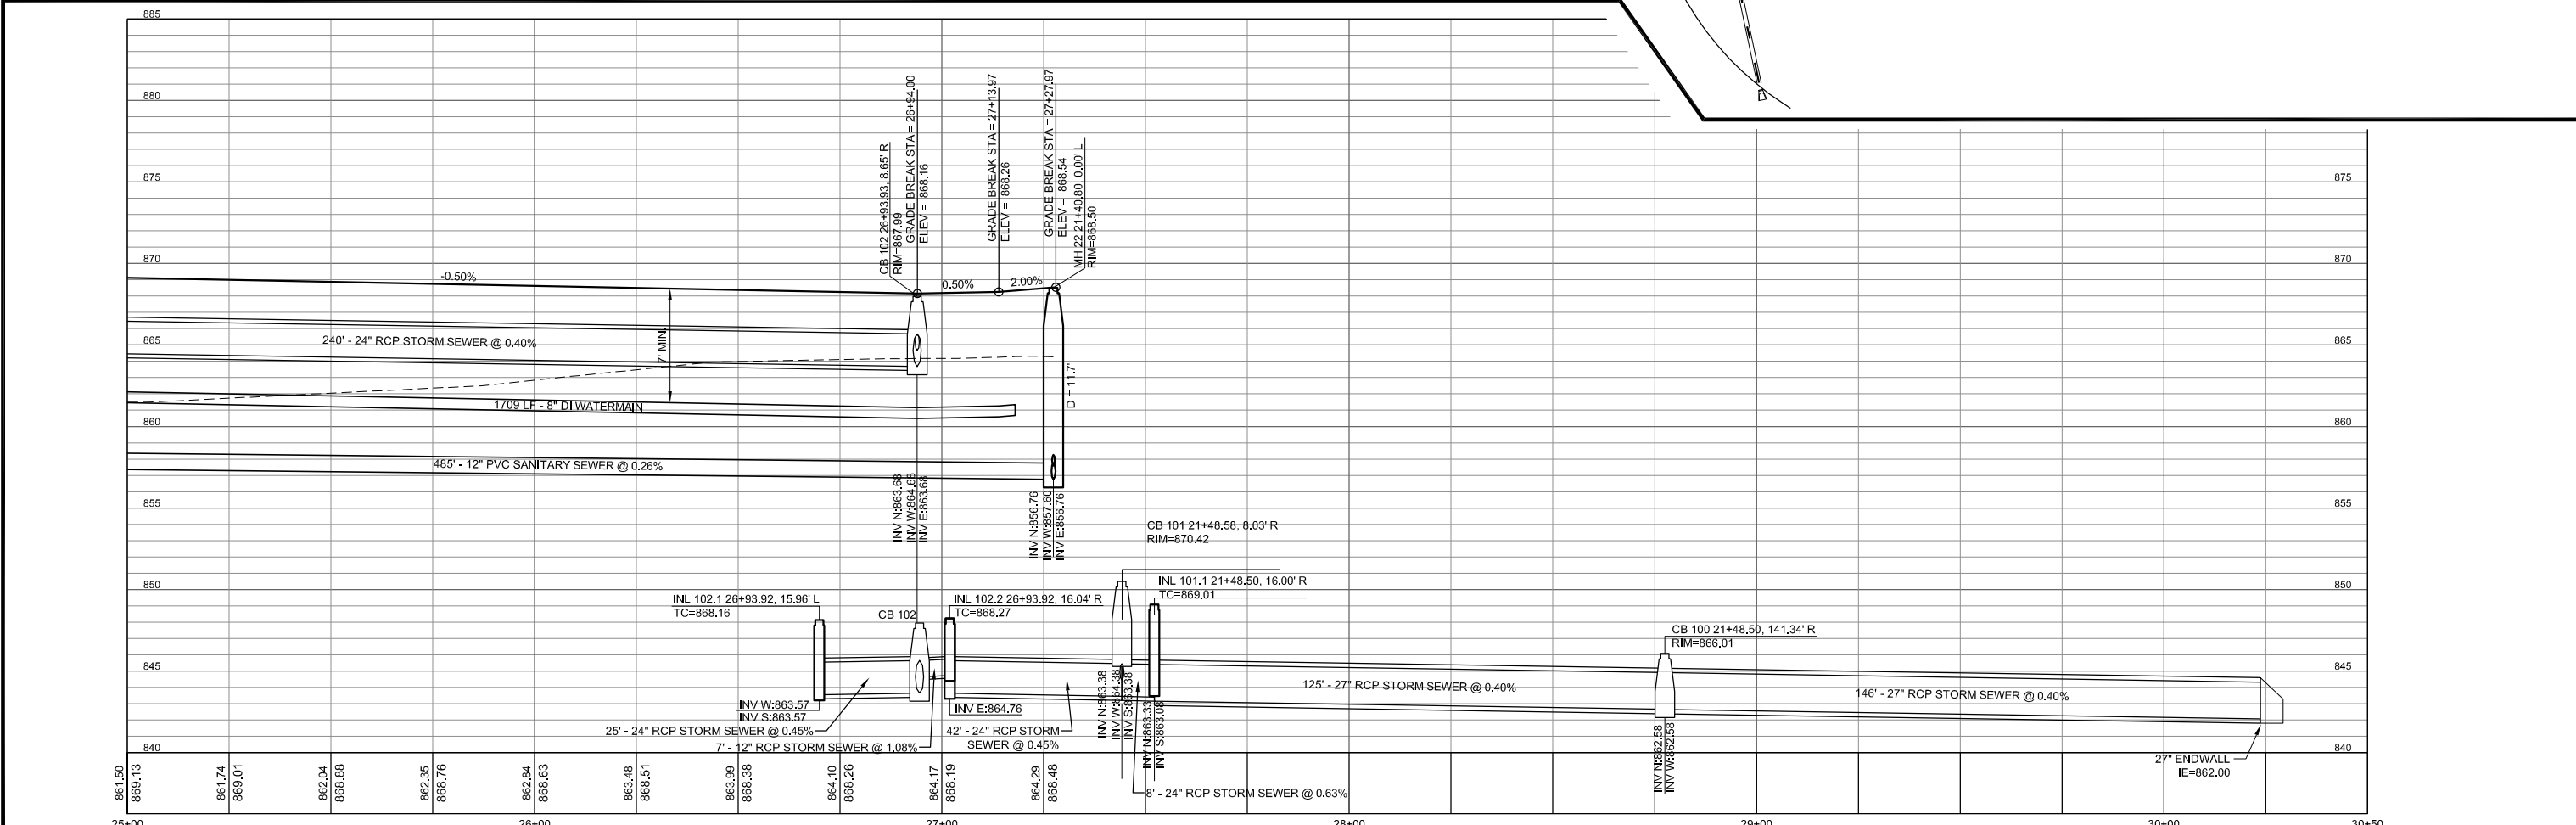 885
880
875
875
870
870
865
865
860
860
855
855
850
850
845
845
840
840
CB 102 26+93.93, 8.65' R
RIM=867.99
GRADE BREAK STA = 26+94.00
ELEV = 868.16
GRADE BREAK STA = 27+13.97
ELEV = 868.26
GRADE BREAK STA = 27+27.97
ELEV = 868.54
MH 22 21+40.80, 0.00' L
RIM=868.50
-0.50%
0.50%
2.00%
240' - 24" RCP STORM SEWER @ 0.40%
7' MIN.
1709 LF - 8" DI WATERMAIN
D = 11.7'
485' - 12" PVC SANITARY SEWER @ 0.26%
INV N:863.68
INV W:864.68
INV E:863.68
INV N:856.76
INV W:857.60
INV E:856.76
CB 101 21+48.58, 8.03' R
RIM=870.42
INL 101.1 21+48.50, 16.00' R
TC=869.01
INL 102.1 26+93.92, 15.96' L
TC=868.16
CB 102
INL 102.2 26+93.92, 16.04' R
TC=868.27
CB 100 21+48.50, 141.34' R
RIM=866.01
125' - 27" RCP STORM SEWER @ 0.40%
146' - 27" RCP STORM SEWER @ 0.40%
INV W:863.57
INV S:863.57
25' - 24" RCP STORM SEWER @ 0.45%
7' - 12" RCP STORM SEWER @ 1.08%
INV E:864.76
42' - 24" RCP STORM
SEWER @ 0.45%
INV N:863.38
INV W:864.38
INV S:863.38
INV N:863.33
INV S:863.08
8' - 24" RCP STORM SEWER @ 0.63%
INV N:862.58
INV W:862.58
27" ENDWALL
IE=862.00
861.50
869.13
861.74
869.01
862.04
868.88
862.35
868.76
862.84
868.63
863.48
868.51
863.99
868.38
864.10
868.26
864.17
868.19
864.29
868.48
25+00
26+00
27+00
28+00
29+00
30+00
30+50